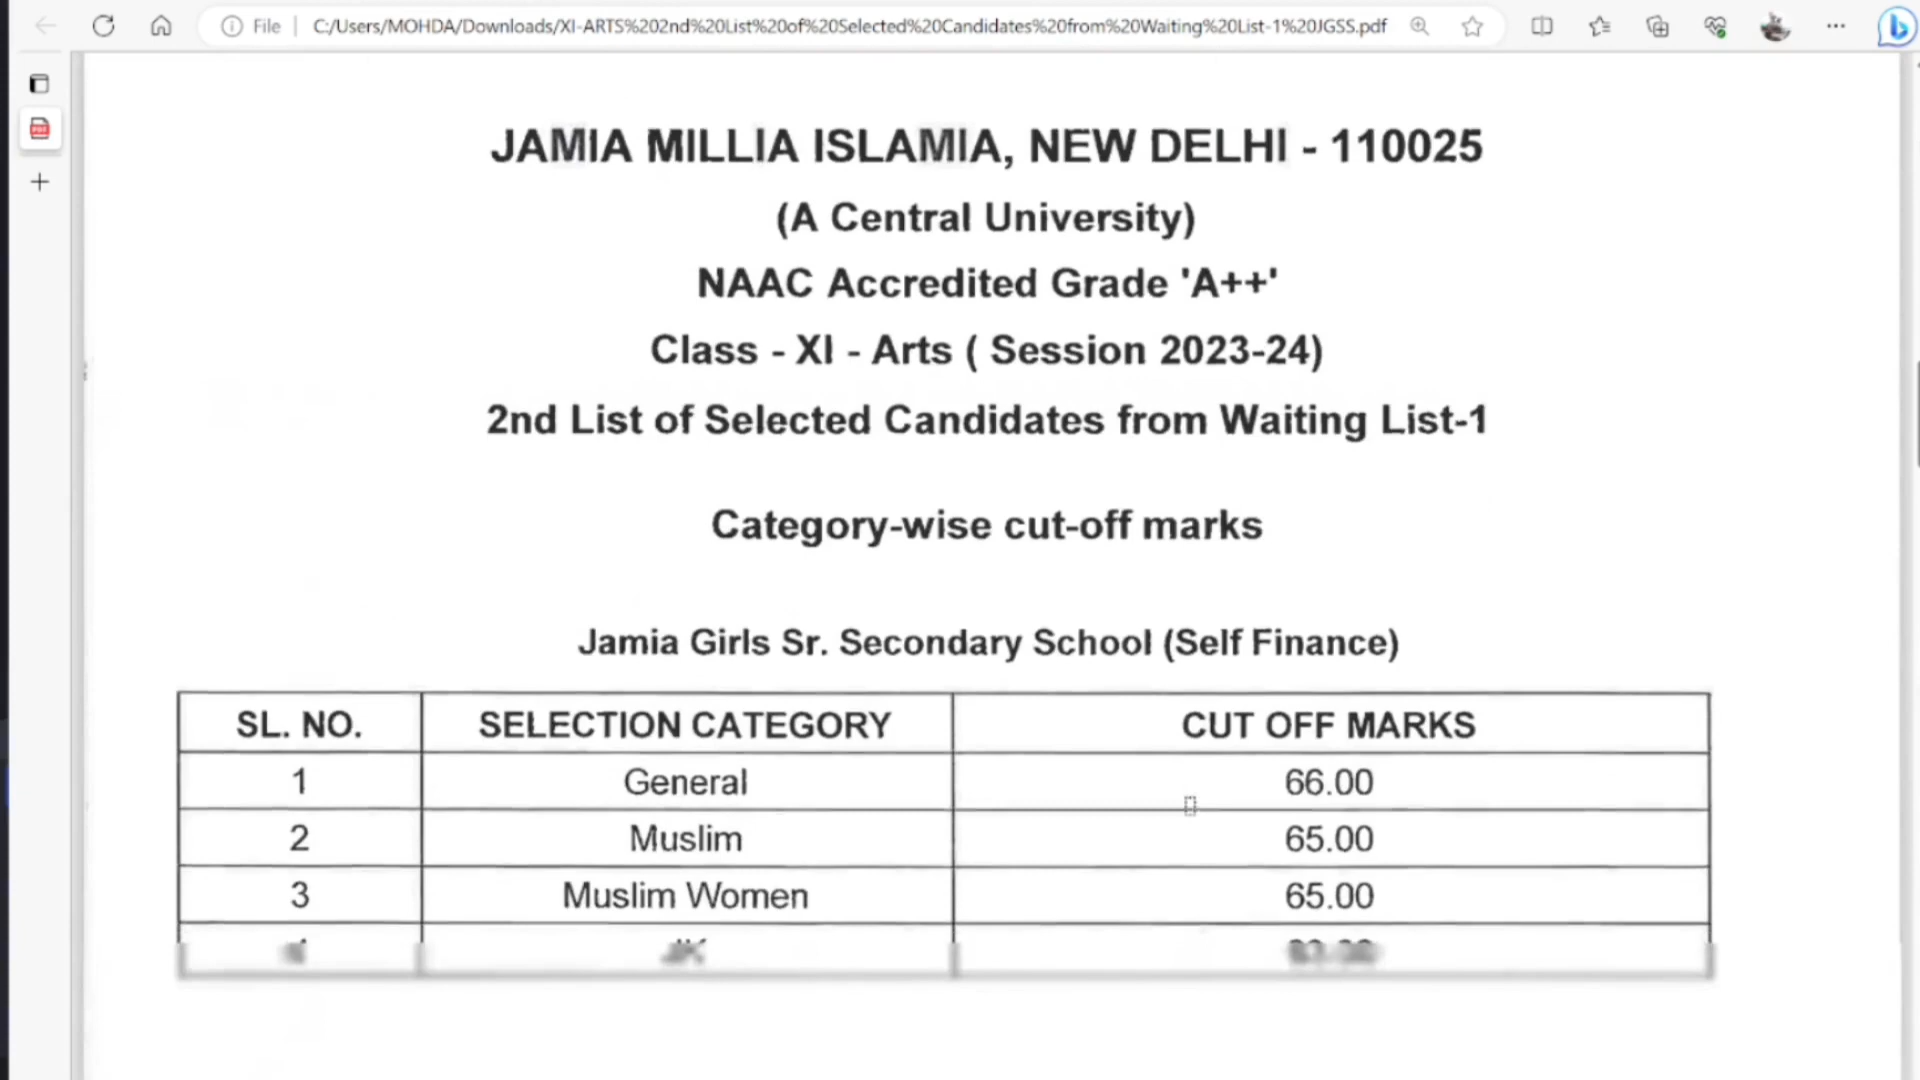 File
C:/Users/MOHDA/Downloads/XI-ARTS%202nd%20List%20of%20Selected%20Candidates%20from%20Waiting%20List-1%20JGSS.pdf
JAMIA MILLIA ISLAMIA, NEW DELHI - 110025
(A Central University)
NAAC Accredited Grade 'A++'
Class - XI - Arts ( Session 2023-24)
2nd List of Selected Candidates from Waiting List-1
Category-wise cut-off marks
Jamia Girls Sr. Secondary School (Self Finance)
SL. NO. SELECTION CATEGORY CUT OFF MARKS
1 General 66.00
2 Muslim 65.00
3 Muslim Women 65.00